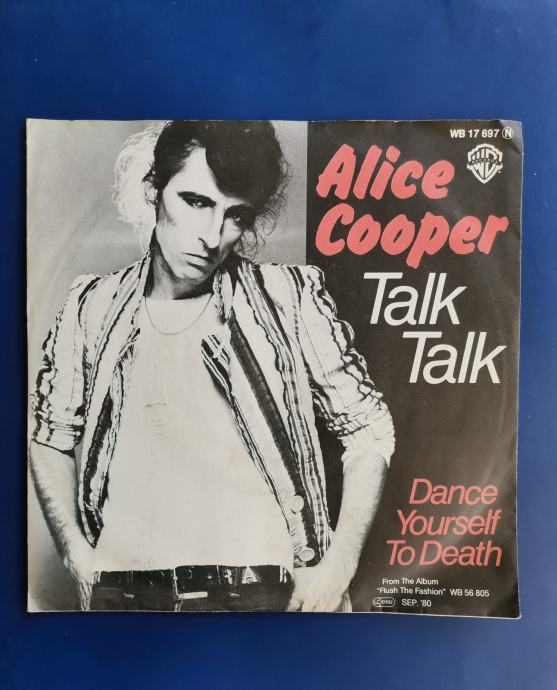 WB 17 697 N
Alice
Cooper
Talk
Talk
Dance
Yourself
To Death
From The Album
"Flush The Fashion" WB 56 805
SEP. '80